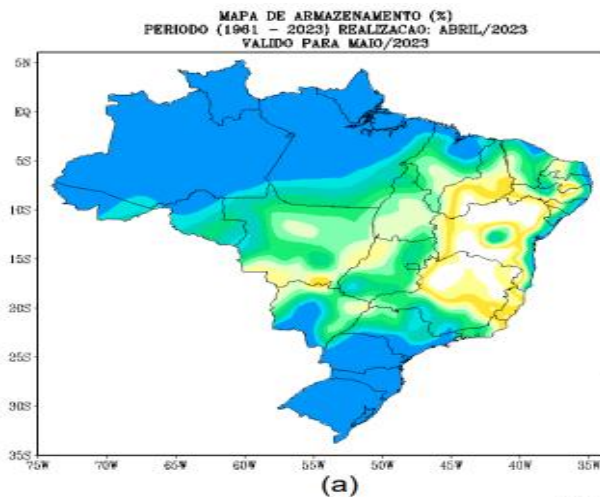 MAPA DE ARMAZENAMENTO (%)
PERIODO (1961 – 2023) REALIZACAO: ABRIL/2023
VALIDO PARA MAIO/2023
5N
EQ
5S
10S
15S
20S
25S
30S
35S
75W 70W 65W 60W 55W 50W 45W 40W 35W
(a)